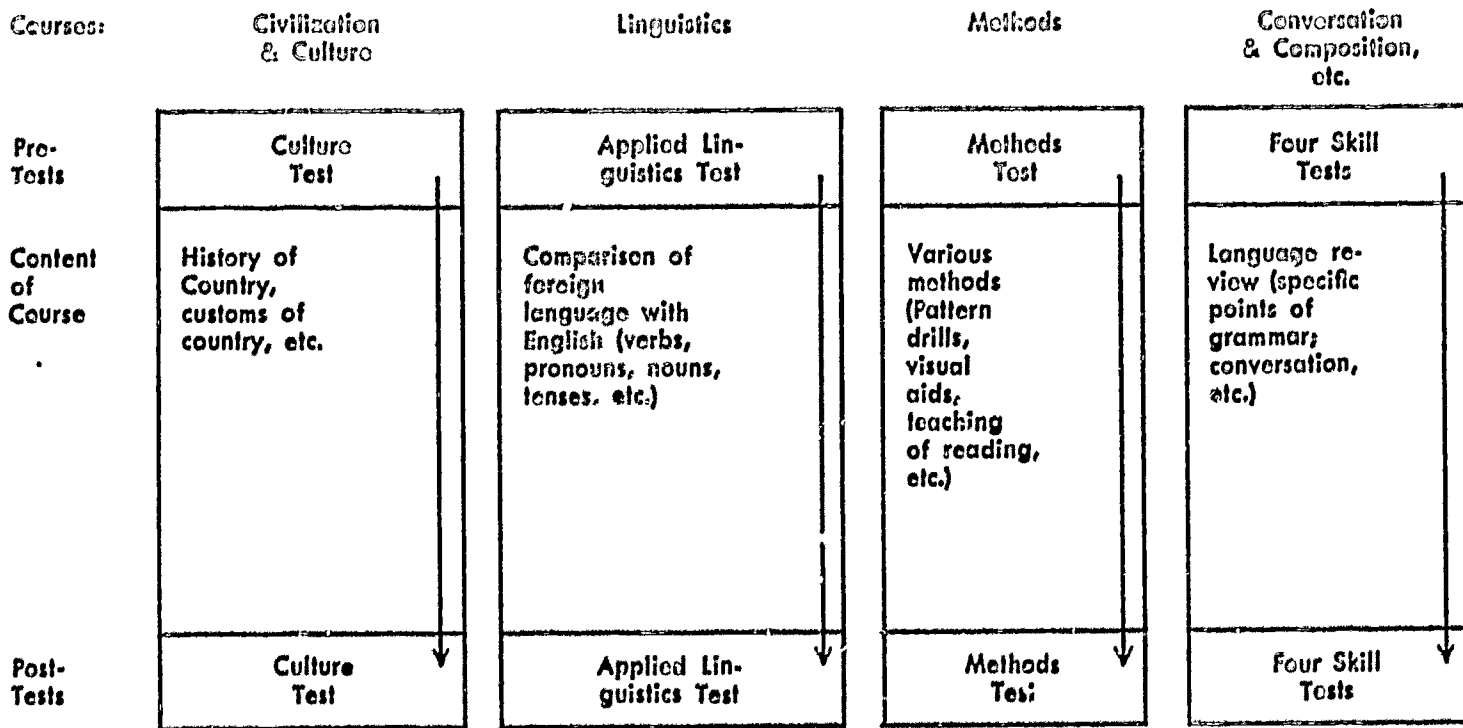 Courses:
Civilization
& Culture
Linguistics
Methods
Conversation
& Composition,
etc.
Pre-
Tests
Culture
Test
Applied Lin-
guistics Test
Methods
Test
Four Skill
Tests
Content
of
Course
History of
Country,
customs of
country, etc.
Comparison of
foreign
language with
English (verbs,
pronouns, nouns,
tenses, etc.)
Various
methods
(Pattern
drills,
visual
aids,
teaching
of reading,
etc.)
Language re-
view (specific
points of
grammar;
conversation,
etc.)
Post-
Tests
Culture
Test
Applied Lin-
guistics Test
Methods
Test
Four Skill
Tests